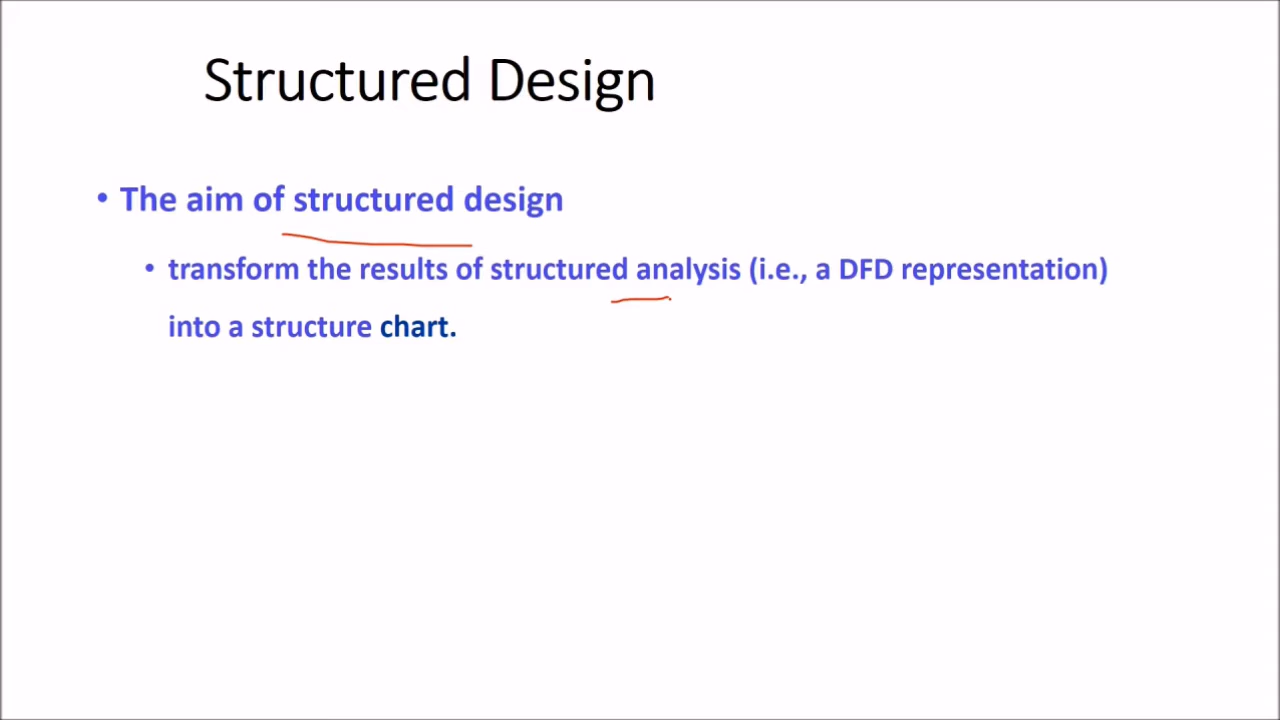 Structured Design
• The aim of structured design
• transform the results of structured analysis (i.e., a DFD representation)
into a structure chart.